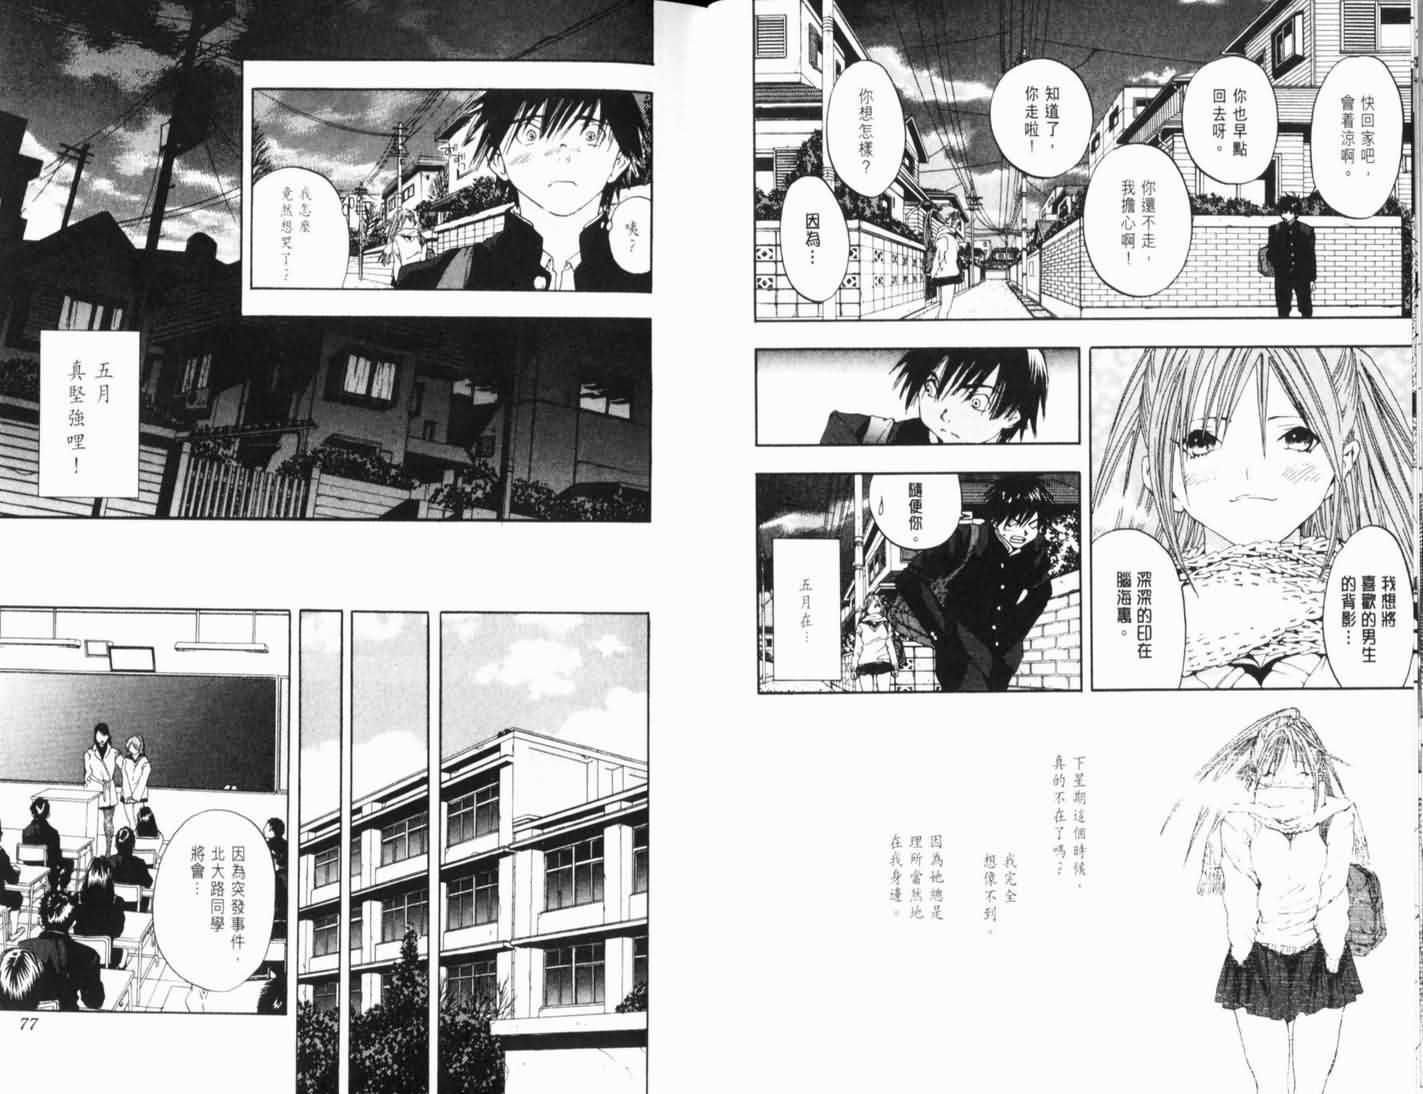 快回家吧，
會着涼啊。
你也早點
回去呀。
你還不走，
我擔心啊！
知道了，
你走啦！
你想怎樣？
因為…
我想將
喜歡的男生
的背影…
深深的印在
腦海裏。
隨便你。
五月在…
下星期這個時候，
真的不在了嗎？
我完全
想像不到。
因為祂總是
理所當然地
在我身邊。
咦？
我怎麼
竟然想哭了？
五月
真堅強哩！
因為突發事件，
北大路同學
將會…
77